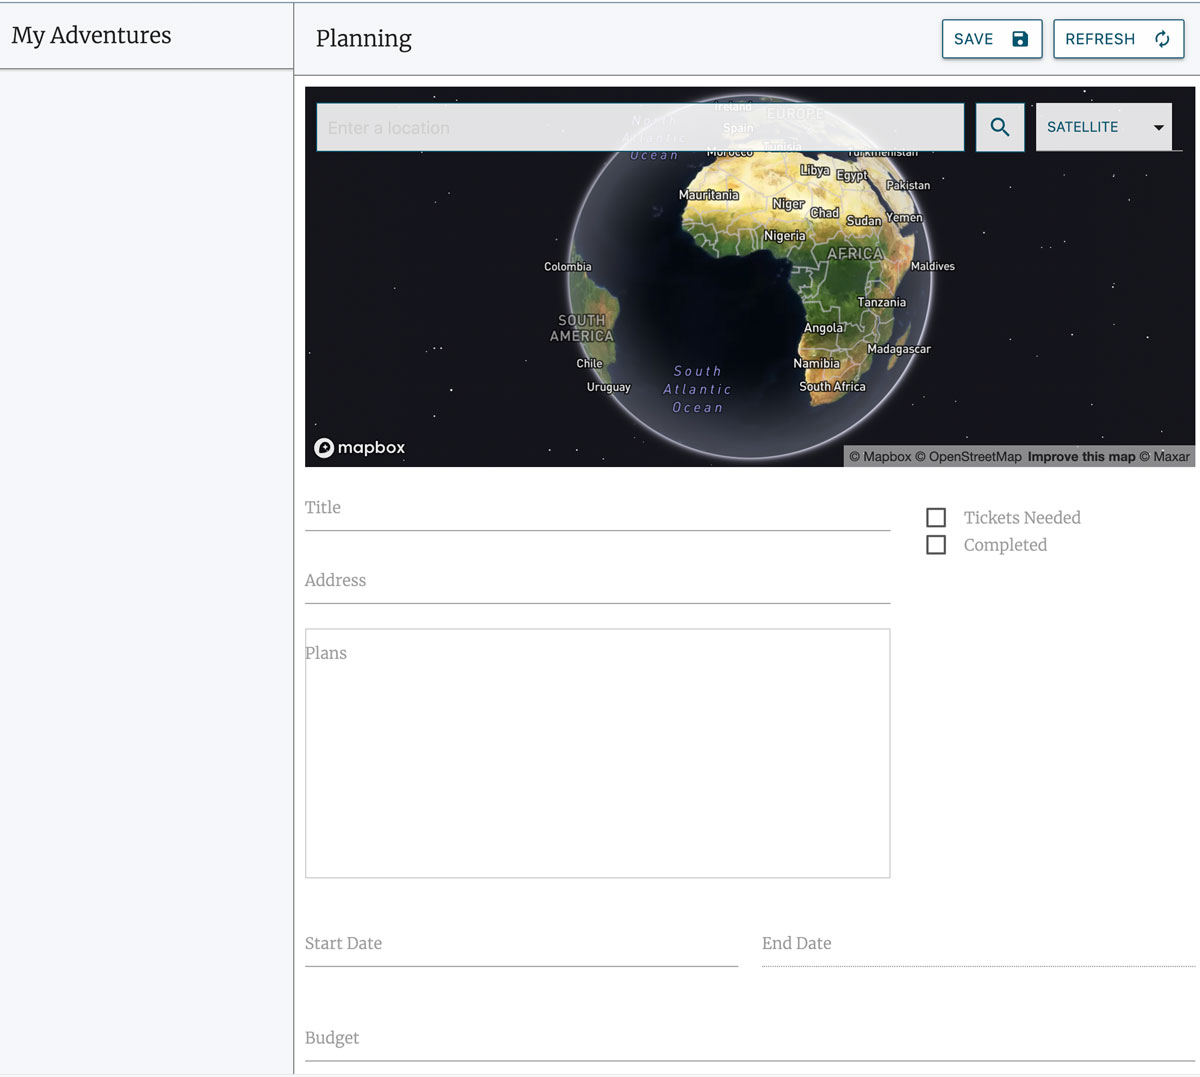 My Adventures
Planning
SAVE
REFRESH
Enter a location
SATELLITE
Ireland
EUROPE
North
Atlantic
Ocean
Spain
Morocco
Tunisia
Turkmenistan
Libya
Egypt
Pakistan
Mauritania
Niger
Chad
Sudan
Yemen
Nigeria
AFRICA
Colombia
Maldives
Tanzania
SOUTH
AMERICA
Angola
Madagascar
Chile
Namibia
South
Atlantic
Ocean
Uruguay
South Africa
mapbox
© Mapbox © OpenStreetMap Improve this map © Maxar
Title
Tickets Needed
Completed
Address
Plans
Start Date
End Date
Budget